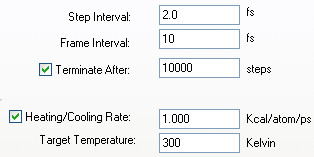 Step Interval: 2.0 fs
Frame Interval: 10 fs
Terminate After: 10000 steps
Heating/Cooling Rate: 1.000 Kcal/atom/ps
Target Temperature: 300 Kelvin